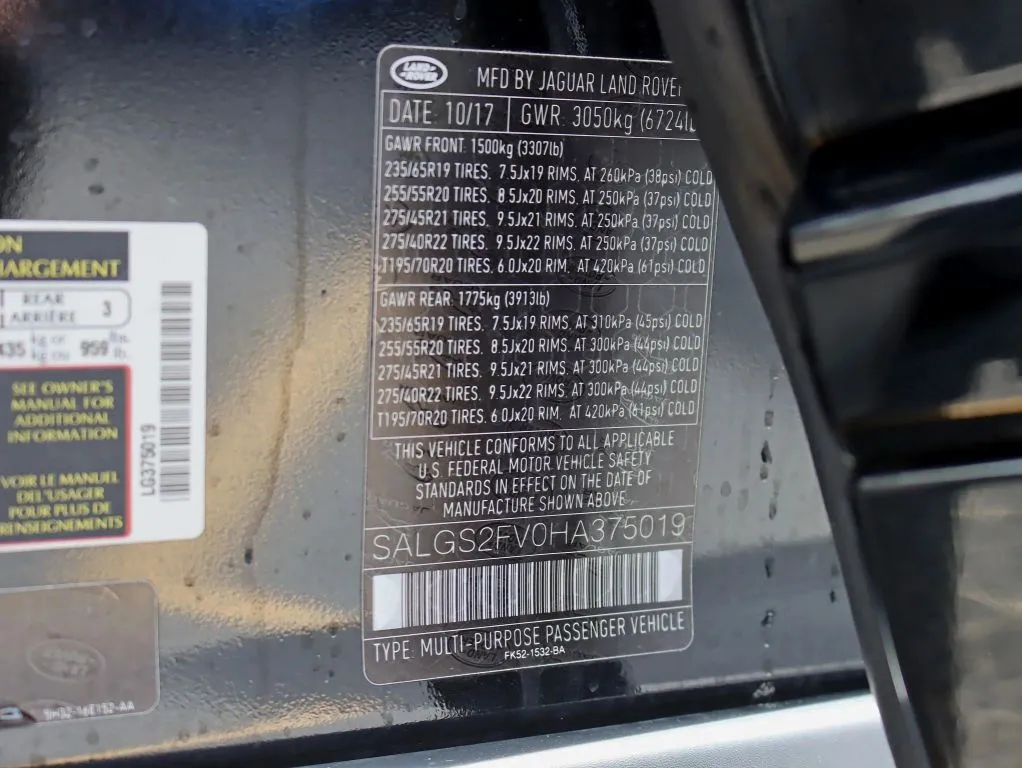 LAND ROVER
MFD BY JAGUAR LAND ROVER
DATE: 10/17 GWR: 3050kg (6724lb
GAWR FRONT: 1500kg (3307lb)
235/65R19 TIRES, 7.5Jx19 RIMS, AT 260kPa (38psi) COLD
255/55R20 TIRES, 8.5Jx20 RIMS, AT 250kPa (37psi) COLD
275/45R21 TIRES, 9.5Jx21 RIMS, AT 250kPa (37psi) COLD
275/40R22 TIRES, 9.5Jx22 RIMS, AT 250kPa (37psi) COLD
T195/70R20 TIRES, 6.0Jx20 RIM, AT 420kPa (61psi) COLD
GAWR REAR: 1775kg (3913lb)
235/65R19 TIRES, 7.5Jx19 RIMS, AT 310kPa (45psi) COLD
255/55R20 TIRES, 8.5Jx20 RIMS, AT 300kPa (44psi) COLD
275/45R21 TIRES, 9.5Jx21 RIMS, AT 300kPa (44psi) COLD
275/40R22 TIRES, 9.5Jx22 RIMS, AT 300kPa (44psi) COLD
T195/70R20 TIRES, 6.0Jx20 RIM, AT 420kPa (61psi) COLD
THIS VEHICLE CONFORMS TO ALL APPLICABLE
U.S. FEDERAL MOTOR VEHICLE SAFETY
STANDARDS IN EFFECT ON THE DATE OF
MANUFACTURE SHOWN ABOVE.
SALGS2FV0HA375019
TYPE: MULTI-PURPOSE PASSENGER VEHICLE
FK52-1532-BA
ON
HARGEMENT
REAR
ARRIÈRE 3
435 kg or 959 lb.
kg ou lb.
SEE OWNER'S
MANUAL FOR
ADDITIONAL
INFORMATION
VOIR LE MANUEL
DE L'USAGER
POUR PLUS DE
RENSEIGNEMENTS
LG375019